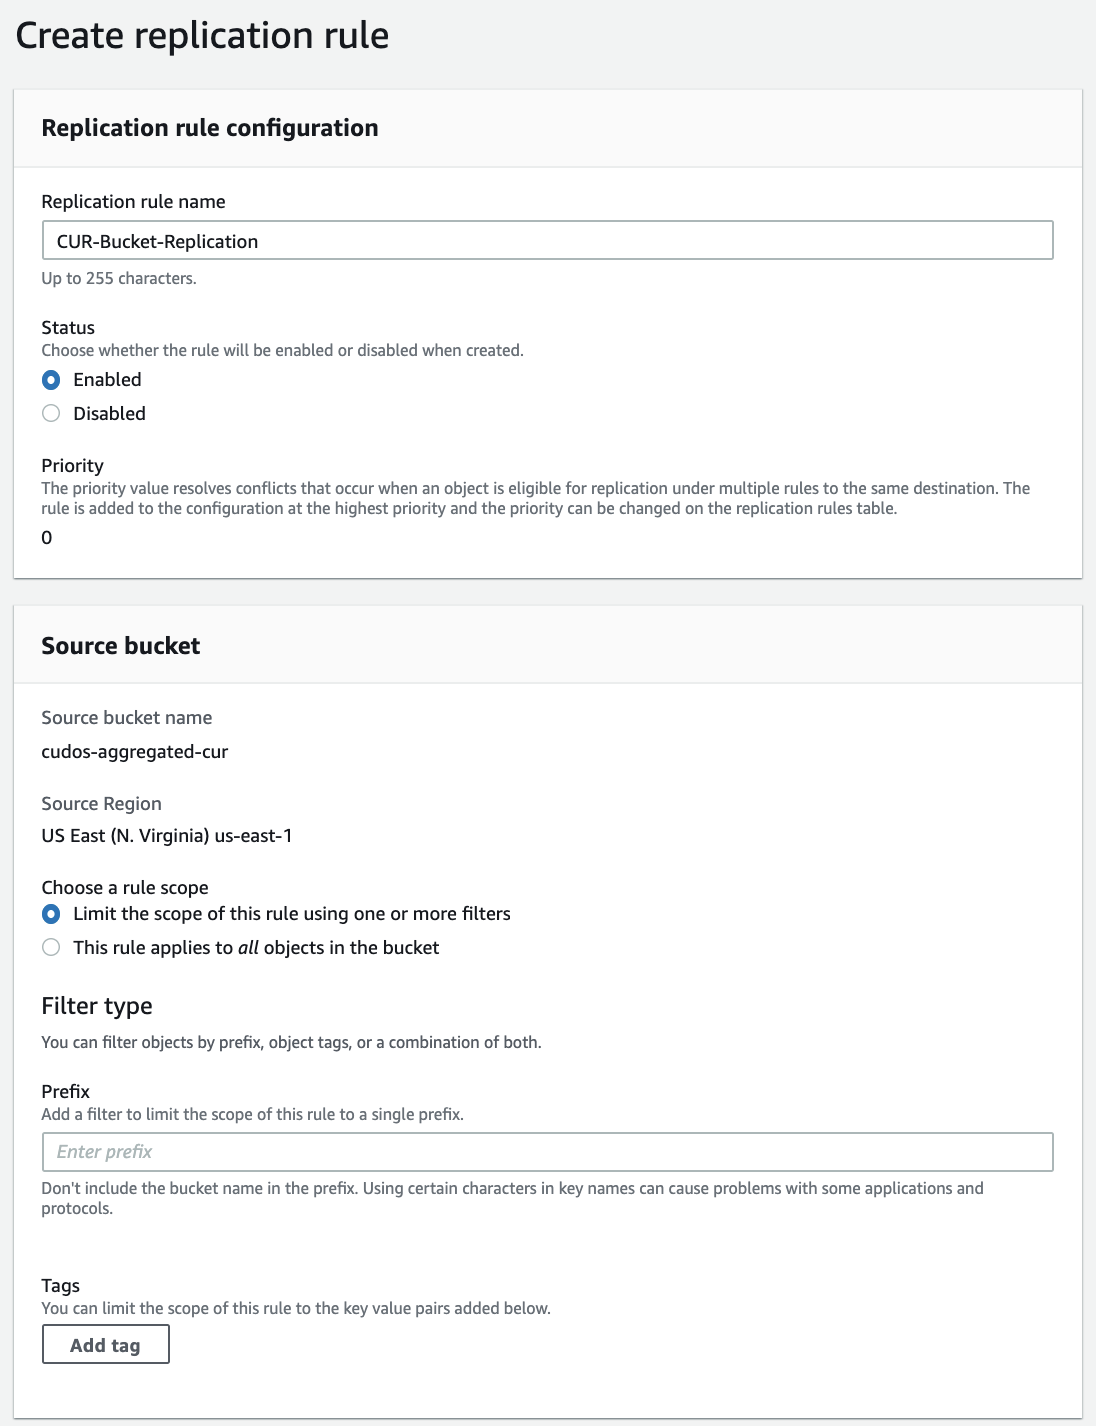 Create replication rule
Replication rule configuration
Replication rule name
CUR-Bucket-Replication
Up to 255 characters.
Status
Choose whether the rule will be enabled or disabled when created.
Enabled
Disabled
Priority
The priority value resolves conflicts that occur when an object is eligible for replication under multiple rules to the same destination. The
rule is added to the configuration at the highest priority and the priority can be changed on the replication rules table.
0
Source bucket
Source bucket name
cudos-aggregated-cur
Source Region
US East (N. Virginia) us-east-1
Choose a rule scope
Limit the scope of this rule using one or more filters
This rule applies to all objects in the bucket
Filter type
You can filter objects by prefix, object tags, or a combination of both.
Prefix
Add a filter to limit the scope of this rule to a single prefix.
Enter prefix
Don't include the bucket name in the prefix. Using certain characters in key names can cause problems with some applications and
protocols.
Tags
You can limit the scope of this rule to the key value pairs added below.
Add tag